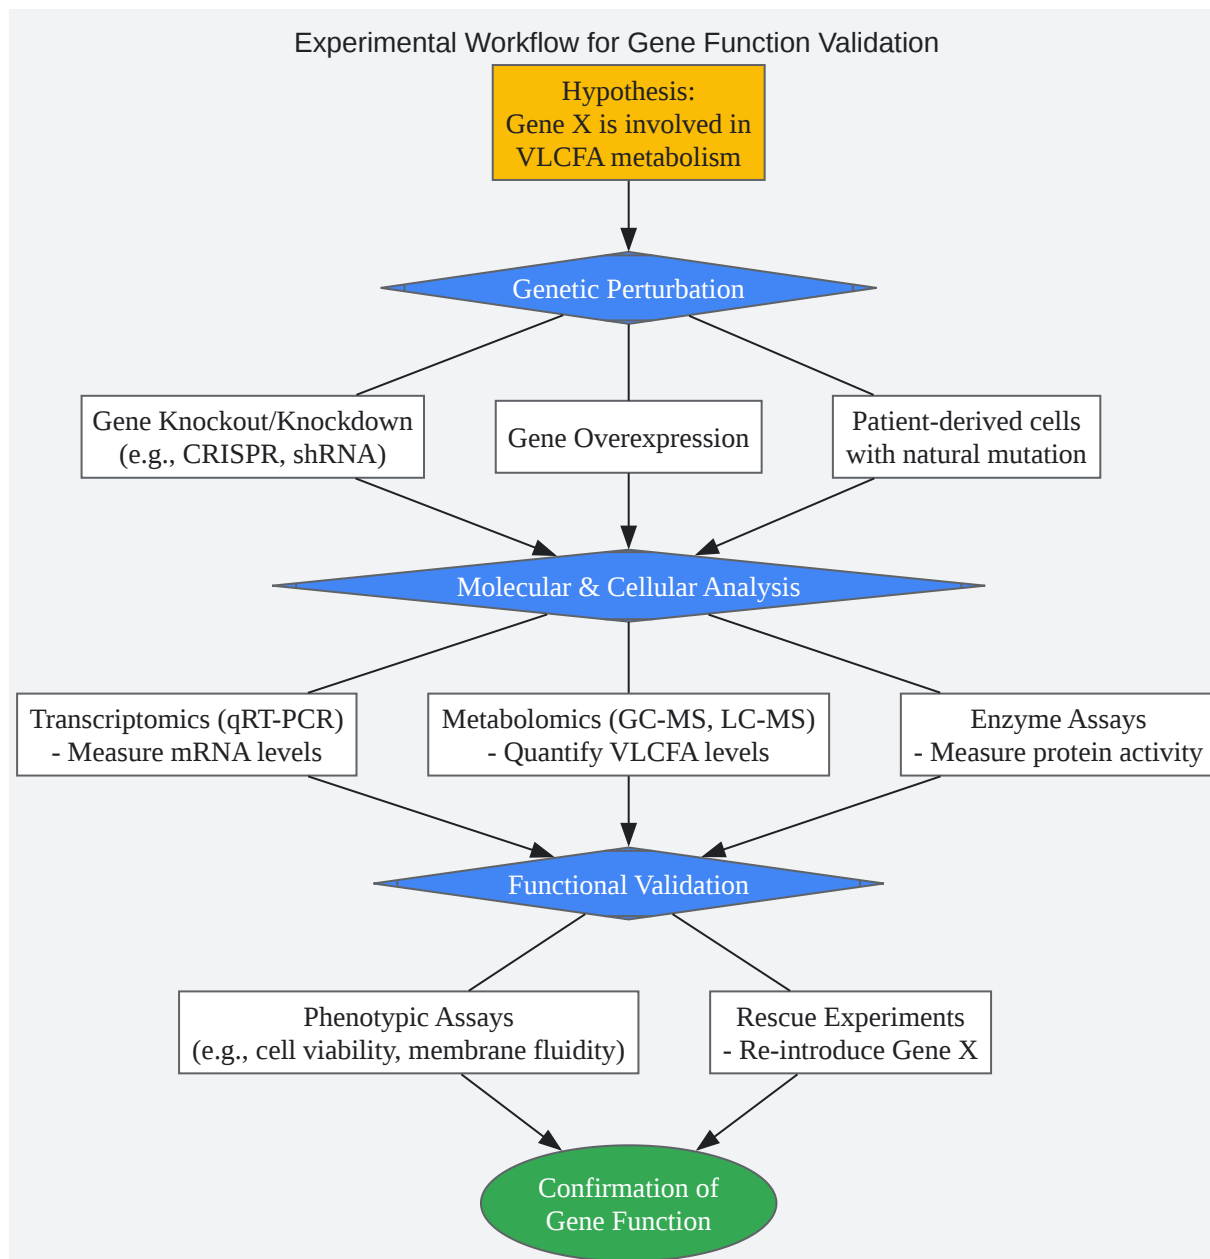 Experimental Workflow for Gene Function Validation
Hypothesis:
Gene X is involved in
VLCFA metabolism
Genetic Perturbation
Gene Knockout/Knockdown
(e.g., CRISPR, shRNA)
Gene Overexpression
Patient-derived cells
with natural mutation
Molecular & Cellular Analysis
Transcriptomics (qRT-PCR)
- Measure mRNA levels
Metabolomics (GC-MS, LC-MS)
- Quantify VLCFA levels
Enzyme Assays
- Measure protein activity
Functional Validation
Phenotypic Assays
(e.g., cell viability, membrane fluidity)
Rescue Experiments
- Re-introduce Gene X
Confirmation of
Gene Function